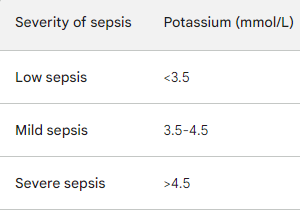 Severity of sepsis Potassium (mmol/L)
Low sepsis <3.5
Mild sepsis 3.5-4.5
Severe sepsis >4.5